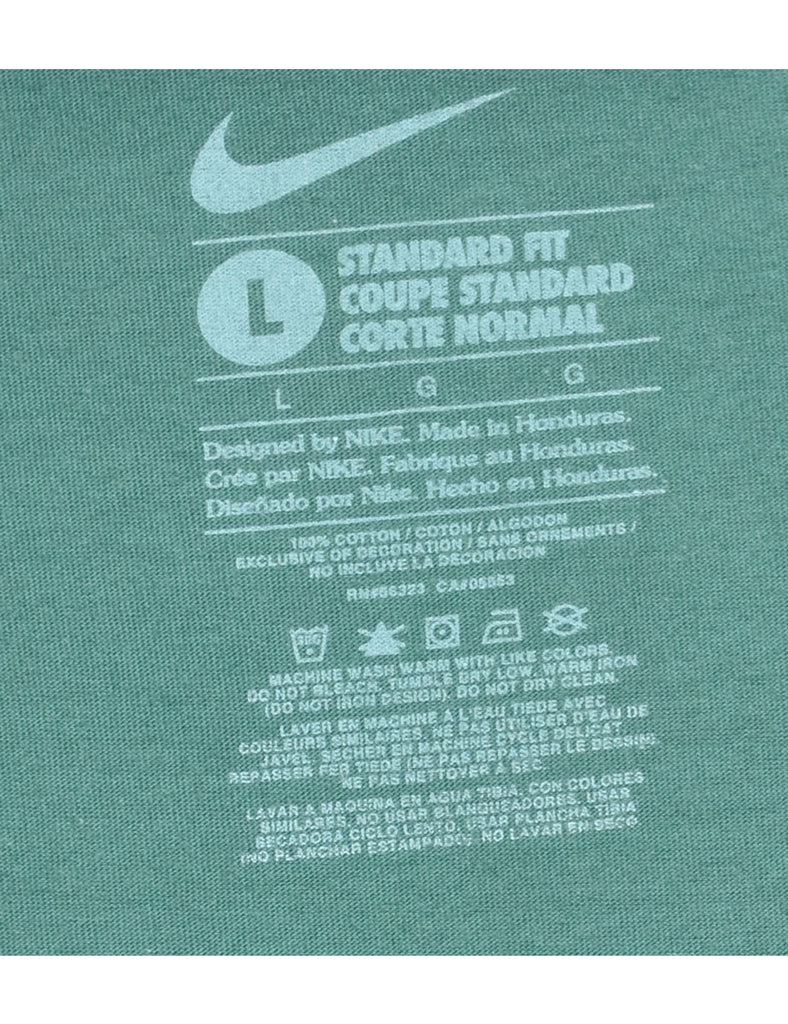 L
STANDARD FIT
COUPE STANDARD
CORTE NORMAL
L G G
Designed by NIKE. Made in Honduras.
Crée par NIKE. Fabrique au Honduras.
Diseñado por Nike. Hecho en Honduras.
100% COTTON / COTON / ALGODON
EXCLUSIVE OF DECORATION / SANS ORNEMENTS /
NO INCLUYE LA DECORACION
RN#56323 CA#05553
MACHINE WASH WARM WITH LIKE COLORS.
DO NOT BLEACH. TUMBLE DRY LOW, WARM IRON
(DO NOT IRON DESIGN). DO NOT DRY CLEAN.
LAVER EN MACHINE A L'EAU TIEDE AVEC
COULEURS SIMILAIRES, NE PAS UTILISER D'EAU DE
JAVEL, SECHER EN MACHINE CYCLE DELICAT,
REPASSER FER TIEDE (NE PAS REPASSER LE DESSIN).
NE PAS NETTOYER A SEC.
LAVAR A MAQUINA EN AGUA TIBIA, CON COLORES
SIMILARES, NO USAR BLANQUEADORES, USAR
SECADORA CICLO LENTO, USAR PLANCHA TIBIA
(NO PLANCHAR ESTAMPADO), NO LAVAR EN SECO.